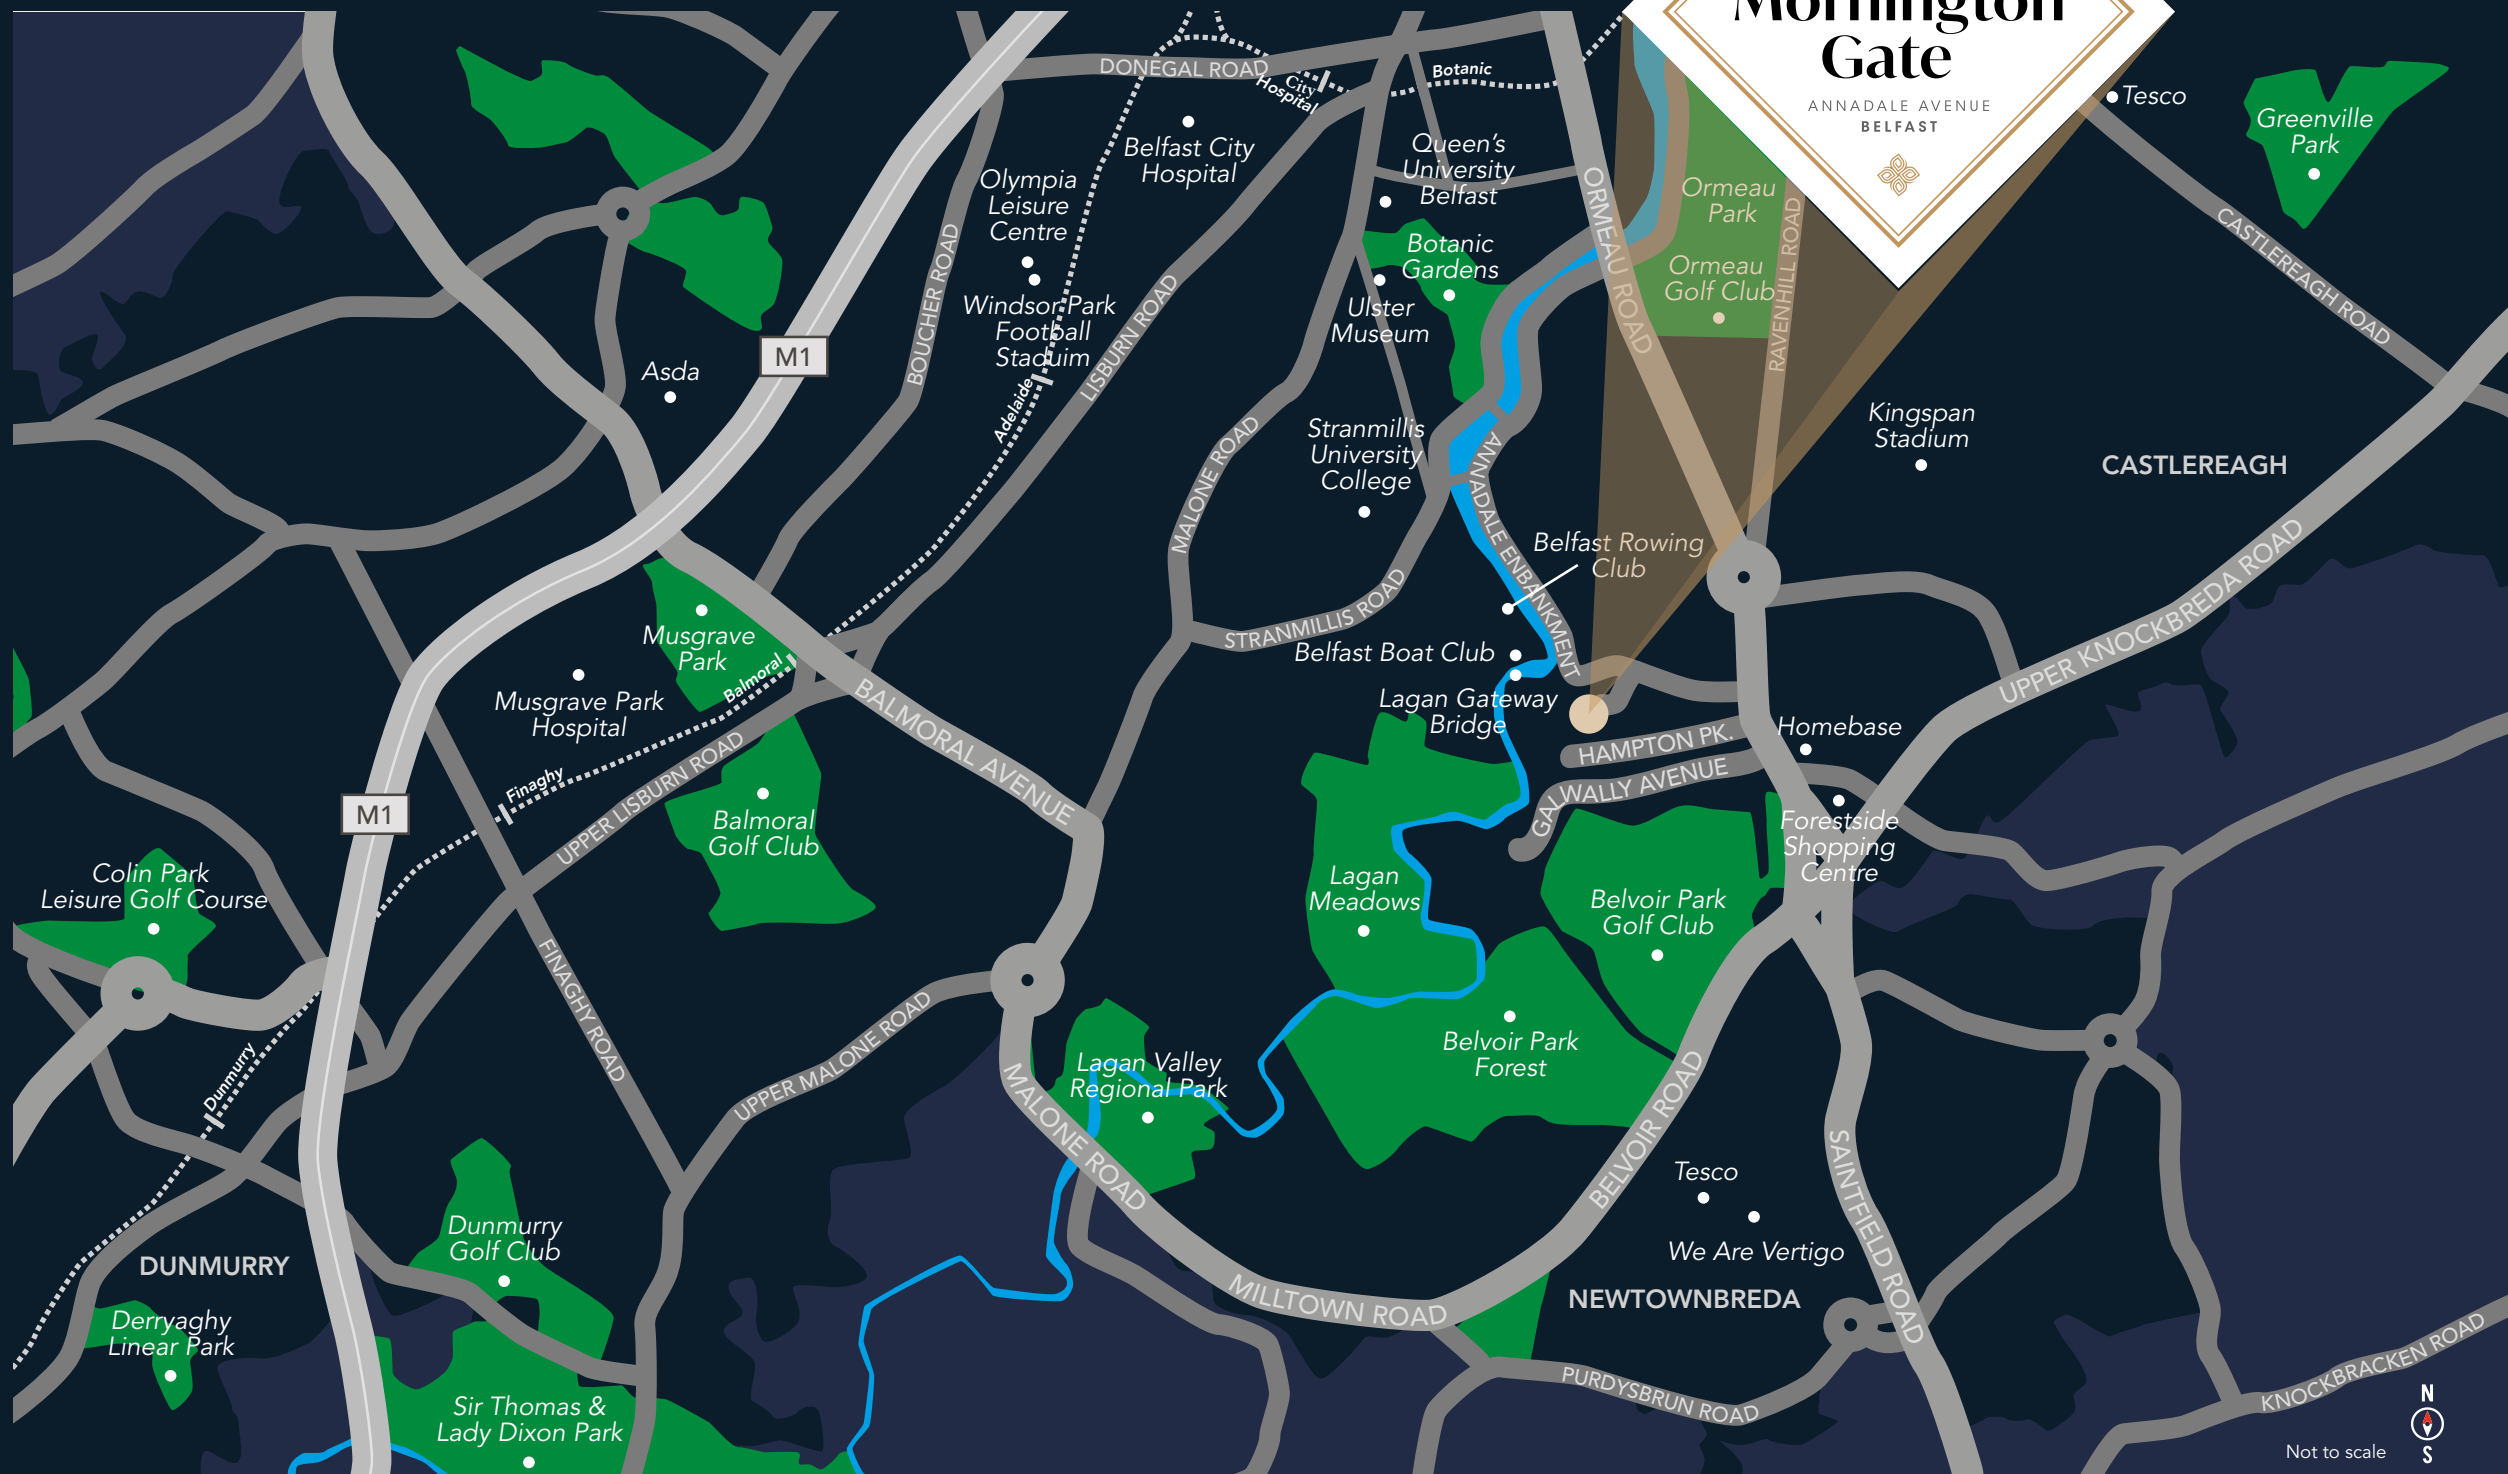 Mornington
Gate
ANNADALE AVENUE
BELFAST
DONEGAL ROAD
City
Hospital
Botanic
Tesco
Greenville
Park
Belfast City
Hospital
Queen's
University
Belfast
Olympia
Leisure
Centre
ORMEAU ROAD
Ormeau
Park
RAVENHILL ROAD
CASTLEREAGH ROAD
BOUCHER ROAD
Botanic
Gardens
Ormeau
Golf Club
Windsor Park
Football
Staduim
LISBURN ROAD
Ulster
Museum
M1
Asda
Adelaide
Kingspan
Stadium
MALONE ROAD
Stranmillis
University
College
ANNADALE ENBANKMENT
CASTLEREAGH
Belfast Rowing
Club
UPPER KNOCKBREDA ROAD
STRANMILLIS ROAD
Musgrave
Park
Balmoral
Belfast Boat Club
Musgrave Park
Hospital
BALMORAL AVENUE
Lagan Gateway
Bridge
HAMPTON PK.
Homebase
Finaghy
UPPER LISBURN ROAD
GALWALLY AVENUE
M1
Balmoral
Golf Club
Forestside
Shopping
Centre
Colin Park
Leisure Golf Course
Lagan
Meadows
Belvoir Park
Golf Club
FINAGHY ROAD
UPPER MALONE ROAD
Belvoir Park
Forest
Dunmurry
Lagan Valley
Regional Park
MALONE ROAD
BELVOIR ROAD
SAINTFIELD ROAD
Tesco
Dunmurry
Golf Club
We Are Vertigo
DUNMURRY
MILLTOWN ROAD
NEWTOWNBREDA
Derryaghy
Linear Park
PURDYSBRUN ROAD
KNOCKBRACKEN ROAD
Sir Thomas &
Lady Dixon Park
N
S
Not to scale